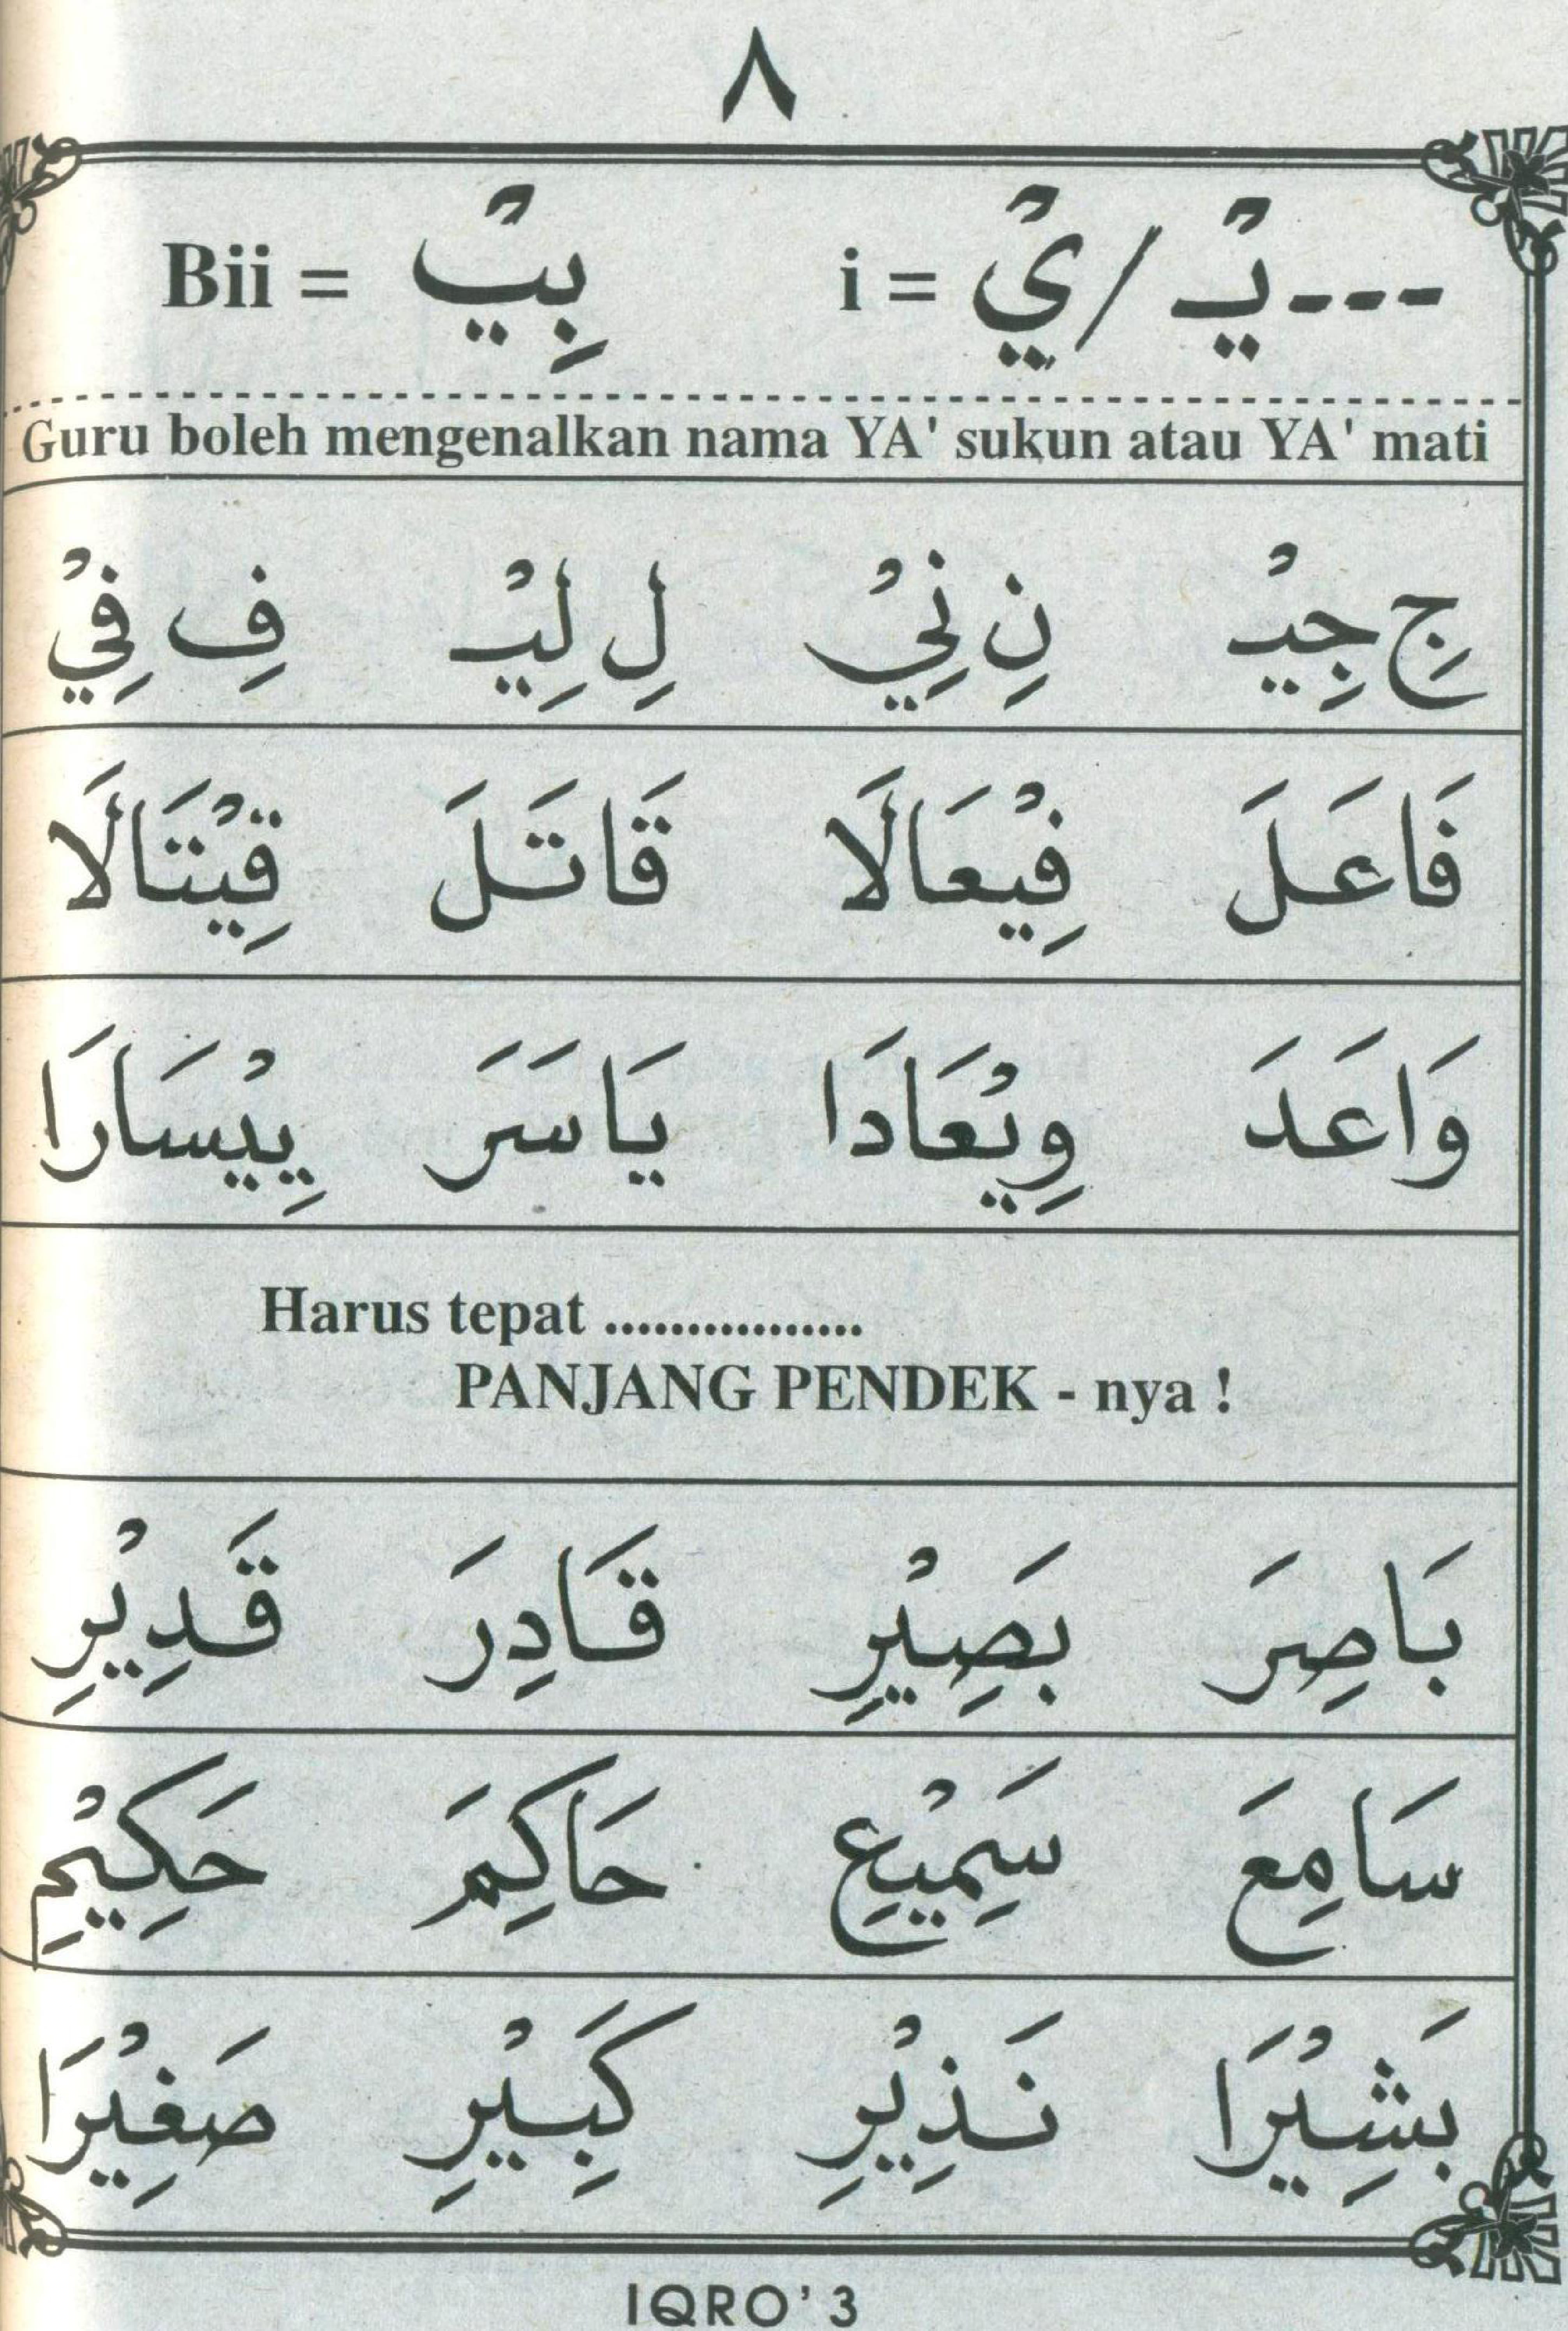 ٨
---يْـ / يْ = i بِيْـ = Bii
Guru boleh mengenalkan nama YA' sukun atau YA' mati
جِ جِيْـ نِ نِيْ لِ لِيْـ فِ فِيْ
فَاعَلَ فِيْعَالَا قَاتَلَ قِيْتَالَا
وَاعَدَ وِيْعَادَا يَاسَرَ يِيْسَارَا
Harus tepat ................
PANJANG PENDEK - nya !
بَاصِرَ بَصِيْرِ قَادِرَ قَدِيْرِ
سَامِعَ سَمِيْعِ حَاكِمَ حَكِيْمِ
بَشِيْرَا نَذِيْرِ كَبِيْرِ صَغِيْرَا
IQRO' 3